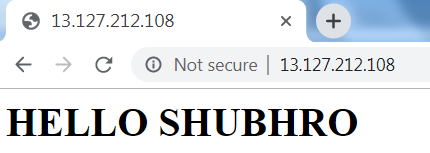 13.127.212.108
Not secure | 13.127.212.108
HELLO SHUBHRO